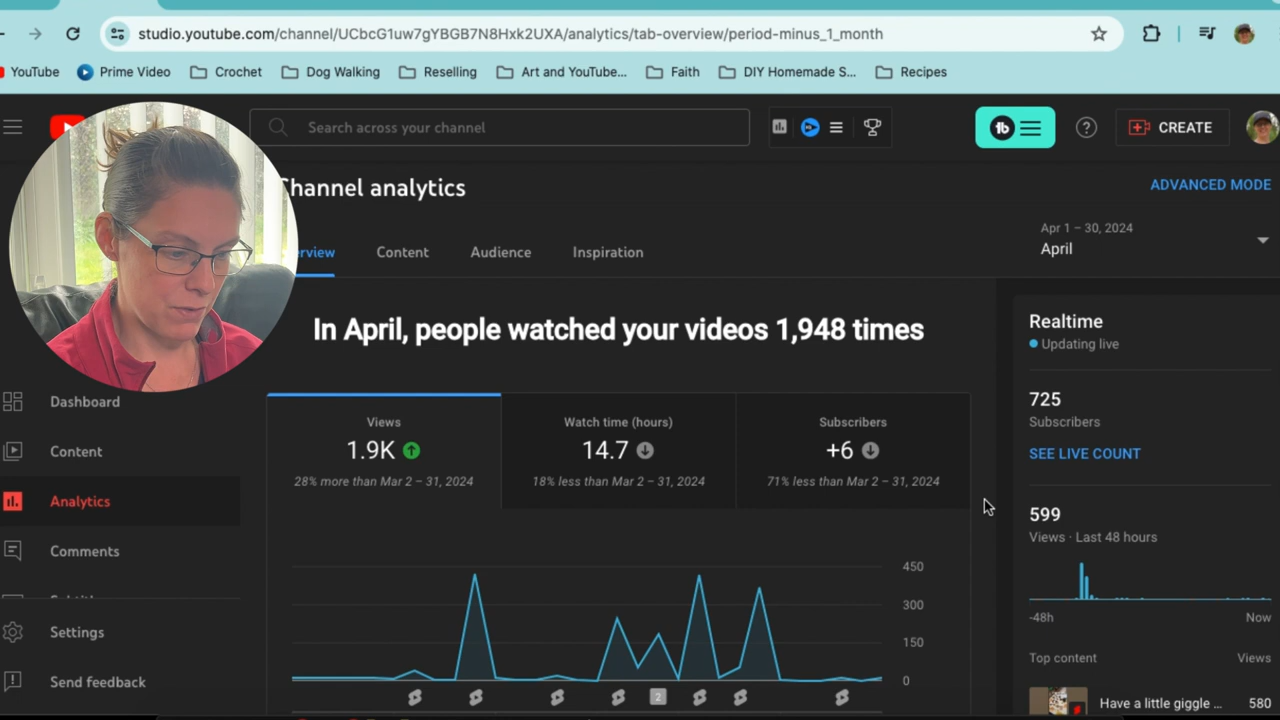 studio.youtube.com/channel/UCbcG1uw7gYBGB7N8Hxk2UXA/analytics/tab-overview/period-minus_1_month
YouTube Prime Video Crochet Dog Walking Reselling Art and YouTube... Faith DIY Homemade S... Recipes
Search across your channel
tb
CREATE
Channel analytics
ADVANCED MODE
Apr 1 – 30, 2024
April
erview Content Audience Inspiration
In April, people watched your videos 1,948 times
Realtime
Updating live
725
Subscribers
SEE LIVE COUNT
599
Views · Last 48 hours
-48h Now
Top content Views
Have a little giggle ... 580
Dashboard
Content
Analytics
Comments
Settings
Send feedback
Views
1.9K
28% more than Mar 2 – 31, 2024
Watch time (hours)
14.7
18% less than Mar 2 – 31, 2024
Subscribers
+6
71% less than Mar 2 – 31, 2024
450
300
150
0
2